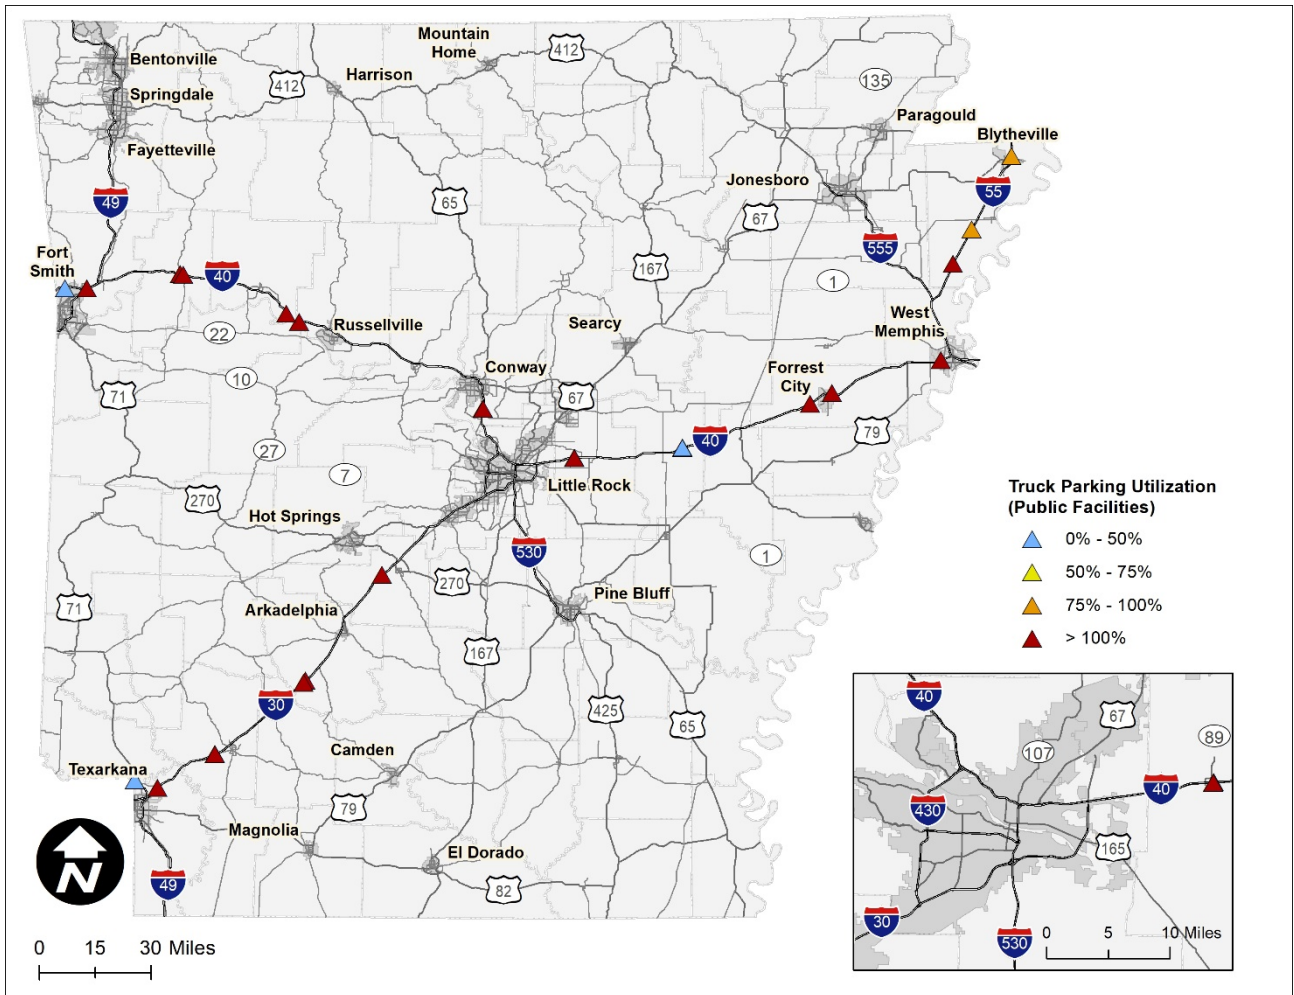 Mountain
Home
412
Bentonville
Harrison
412
135
Springdale
Paragould
Blytheville
Fayetteville
Jonesboro
55
49
65
67
Fort
Smith
555
40
167
1
West
Memphis
22
Russellville
Searcy
Conway
Forrest
City
10
71
67
79
40
27
7
Little Rock
270
Hot Springs
530
1
270
Pine Bluff
71
Arkadelphia
167
30
425
65
Camden
Texarkana
79
Magnolia
El Dorado
N
49
82
0 15 30 Miles
Truck Parking Utilization
(Public Facilities)
0% - 50%
50% - 75%
75% - 100%
> 100%
40
67
107
89
40
430
165
30
530
0 5 10 Miles